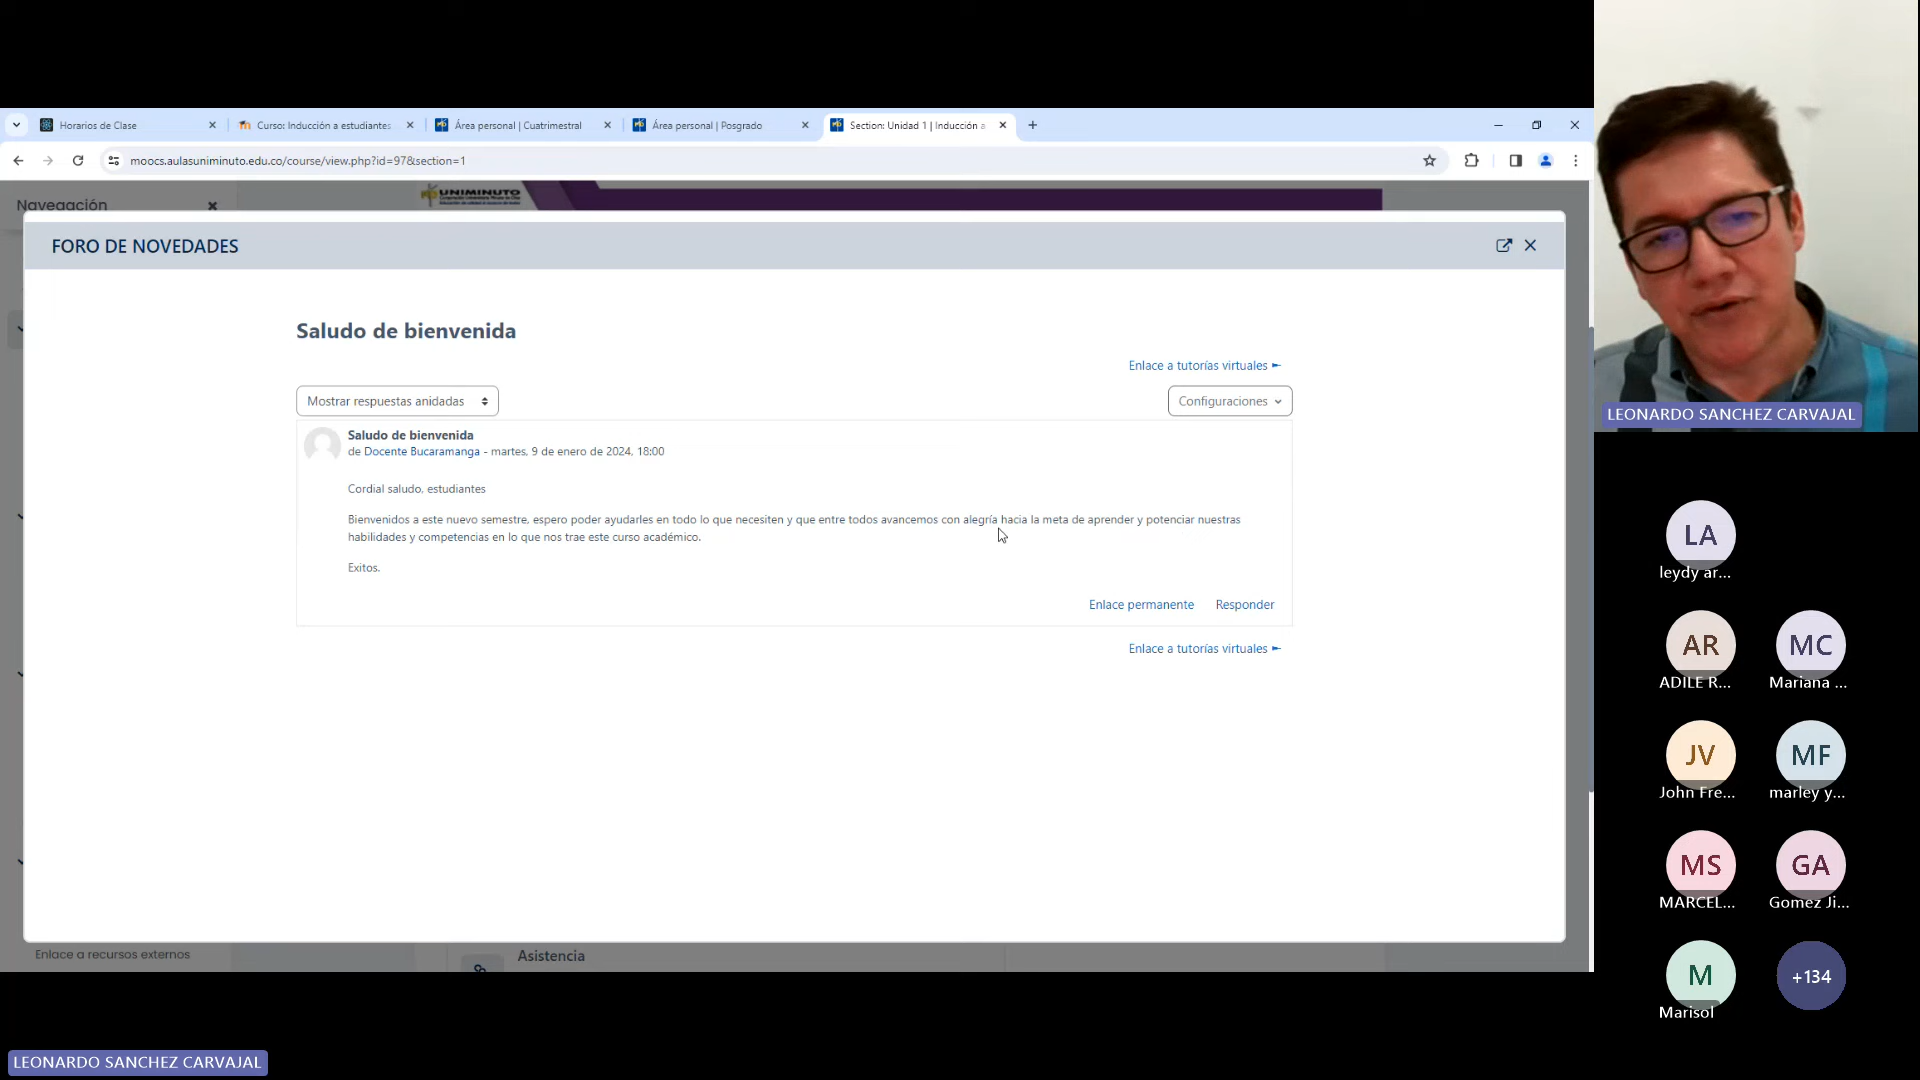 Horarios de Clase
Curso: Inducción a estudiantes
Área personal | Cuatrimestral
Área personal | Posgrado
Section: Unidad 1 | Inducción a
moocs.aulasuniminuto.edu.co/course/view.php?id=97&section=1
Navegación
UNIMINUTO
FORO DE NOVEDADES
Saludo de bienvenida
Enlace a tutorías virtuales ►
Mostrar respuestas anidadas
Configuraciones
Saludo de bienvenida
de Docente Bucaramanga - martes, 9 de enero de 2024, 18:00
Cordial saludo, estudiantes
Bienvenidos a este nuevo semestre, espero poder ayudarles en todo lo que necesiten y que entre todos avancemos con alegría hacia la meta de aprender y potenciar nuestras
habilidades y competencias en lo que nos trae este curso académico.
Exitos.
Enlace permanente
Responder
Enlace a tutorías virtuales ►
Enlace a recursos externos
Asistencia
LEONARDO SANCHEZ CARVAJAL
LA
leydy ar...
AR
ADILE R...
MC
Mariana ...
JV
John Fre...
MF
marley y...
MS
MARCEL...
GA
Gomez Ji...
M
Marisol
+134
LEONARDO SANCHEZ CARVAJAL